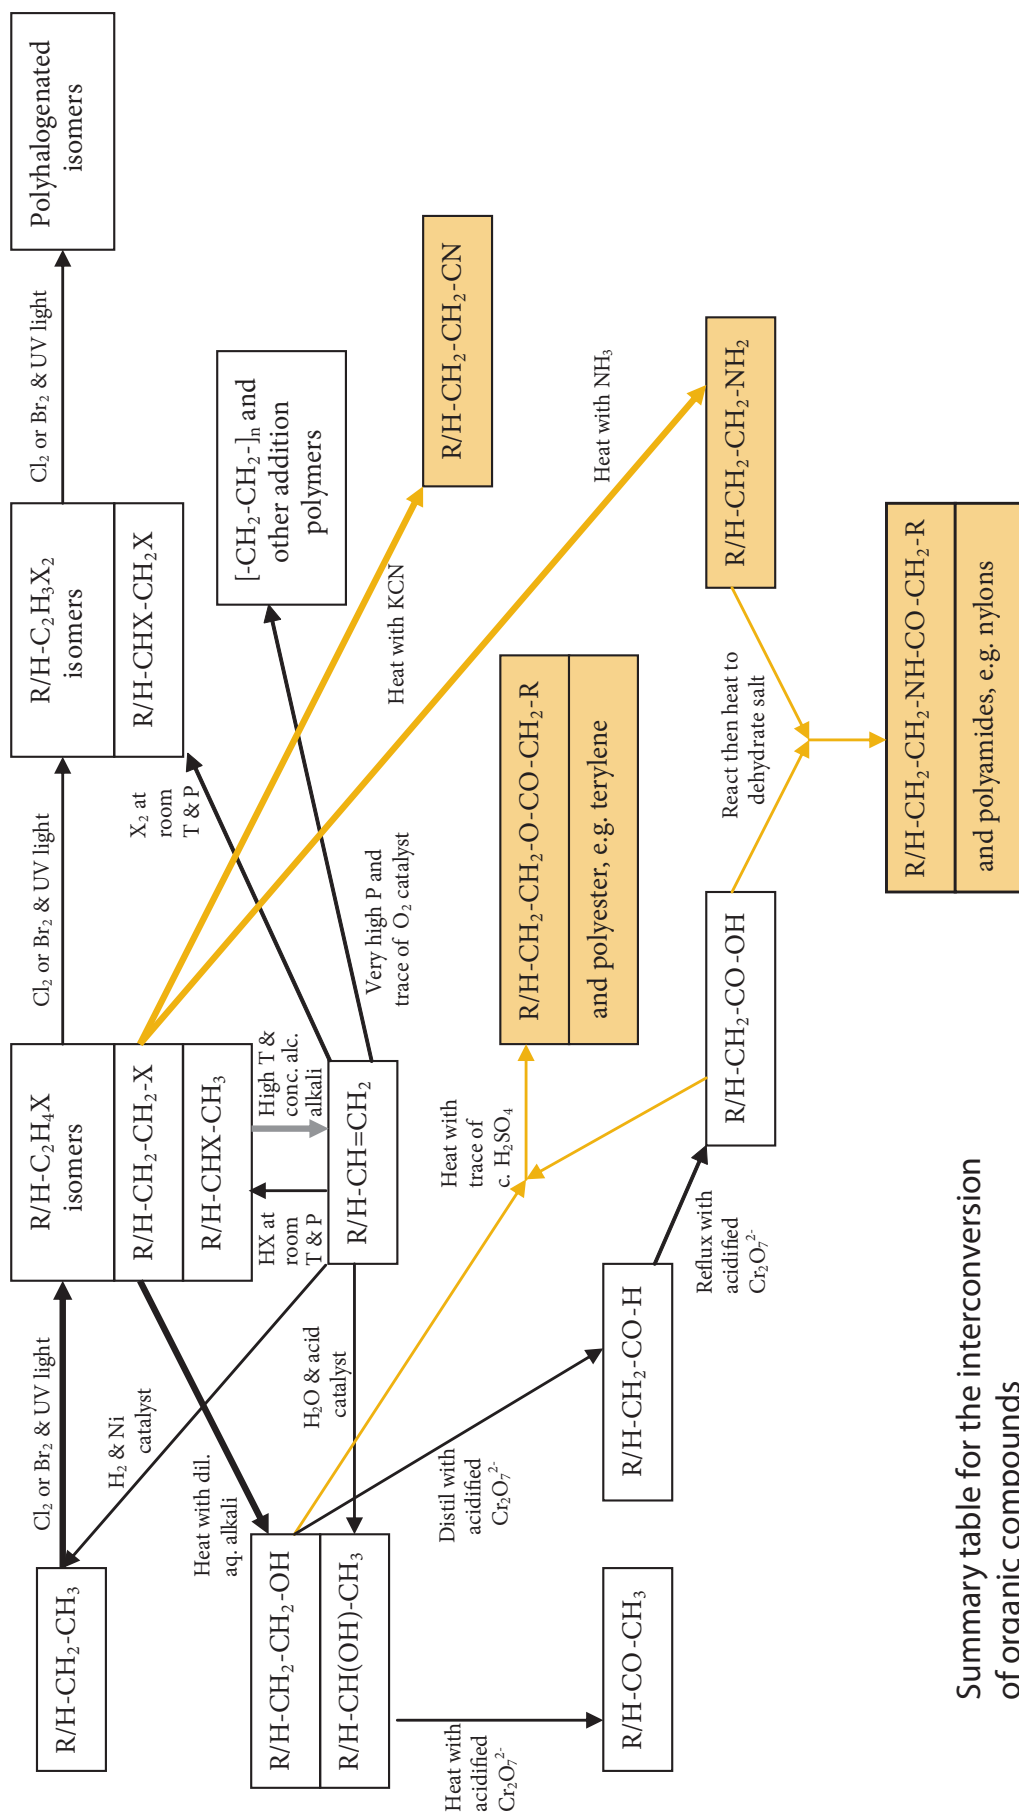 R/H-CH₂-CH₃
Cl₂ or Br₂ & UV light
R/H-C₂H₄X
isomers
R/H-CH₂-CH₂-X
R/H-CHX-CH₃
Cl₂ or Br₂ & UV light
R/H-C₂H₃X₂
isomers
R/H-CHX-CH₂X
Cl₂ or Br₂ & UV light
Polyhalogenated
isomers
H₂ & Ni
catalyst
Heat with dil.
aq. alkali
HX at
room
T & P
High T &
conc. alc.
alkali
X₂ at
room
T & P
R/H-CH=CH₂
[-CH₂-CH₂-]ₙ and
other addition
polymers
Very high P and
trace of O₂ catalyst
Heat with KCN
R/H-CH₂-CH₂-CN
R/H-CH₂-CH₂-OH
R/H-CH(OH)-CH₃
H₂O & acid
catalyst
Heat with
acidified
Cr₂O₇²⁻
Distil with
acidified
Cr₂O₇²⁻
Heat with
trace of
c. H₂SO₄
R/H-CH₂-CH₂-O-CO-CH₂-R
and polyester, e.g. terylene
Heat with NH₃
R/H-CO-CH₃
R/H-CH₂-CO-H
Reflux with
acidified
Cr₂O₇²⁻
R/H-CH₂-CO-OH
React then heat to
dehydrate salt
R/H-CH₂-CH₂-NH₂
R/H-CH₂-CH₂-NH-CO-CH₂-R
and polyamides, e.g. nylons
Summary table for the interconversion
of organic compounds